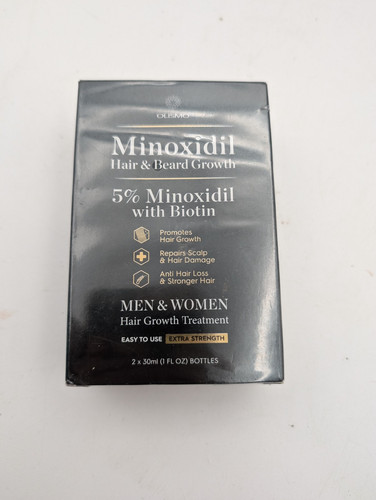 Minoxidil
Hair & Beard Growth
5% Minoxidil
with Biotin
Promotes
Hair Growth
Repairs Scalp
& Hair Damage
Anti Hair Loss
& Stronger Hair
MEN & WOMEN
Hair Growth Treatment
EASY TO USE EXTRA STRENGTH
2 x 30ml (1 FL OZ) BOTTLES